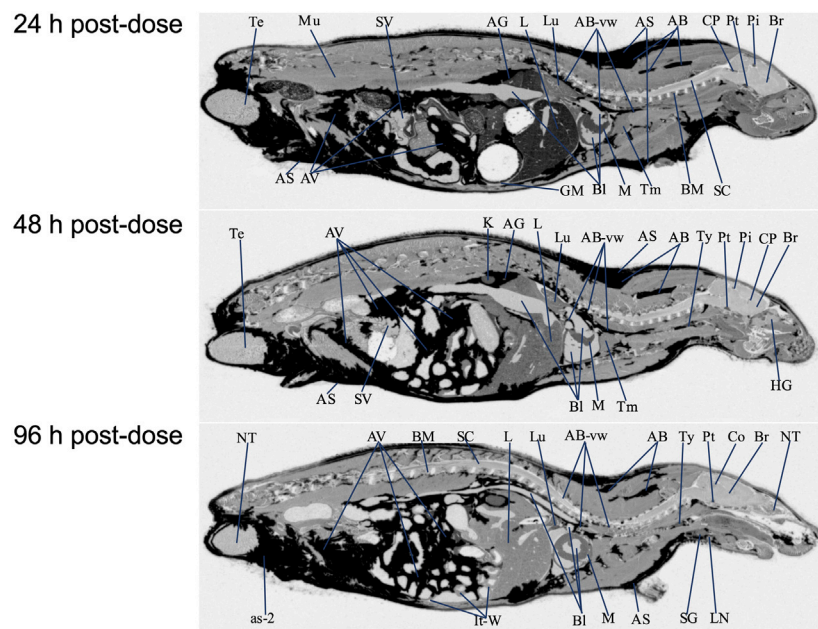 24 h post-dose
Te Mu SV AG L Lu AB-vw AS AB CP Pt Pi Br
AS AV GM Bl M Tm BM SC
48 h post-dose
Te AV K AG L Lu AB-vw AS AB Ty Pt Pi CP Br
AS SV Bl M Tm HG
96 h post-dose
NT AV BM SC L Lu AB-vw AB Ty Pt Co Br NT
as-2 It-W Bl M AS SG LN